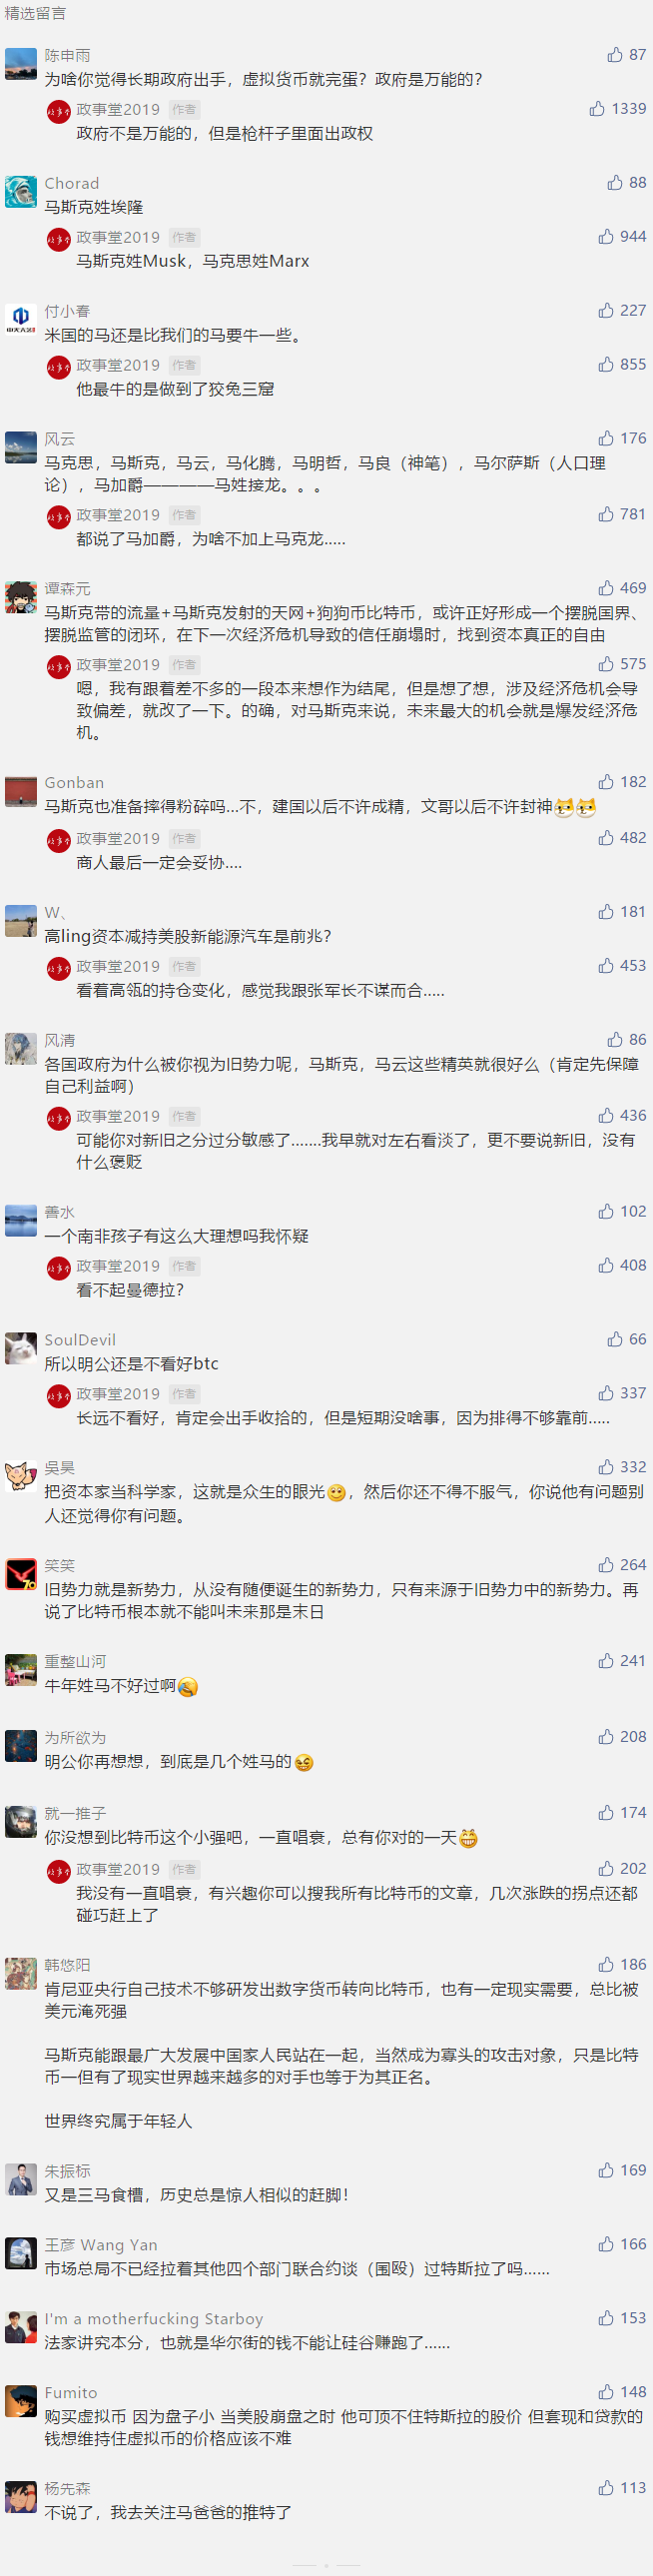 精选留言
陈申雨
87
为啥你觉得长期政府出手，虚拟货币就完蛋？政府是万能的？
政事堂2019 作者
1339
政府不是万能的，但是枪杆子里面出政权
Chorad
88
马斯克姓埃隆
政事堂2019 作者
944
马斯克姓Musk，马克思姓Marx
付小春
227
米国的马还是比我们的马要牛一些。
政事堂2019 作者
855
他最牛的是做到了狡兔三窟
风云
176
马克思，马斯克，马云，马化腾，马明哲，马良（神笔），马尔萨斯（人口理
论），马加爵————马姓接龙。。。
政事堂2019 作者
781
都说了马加爵，为啥不加上马克龙.....
谭森元
469
马斯克带的流量+马斯克发射的天网+狗狗币比特币，或许正好形成一个摆脱国界、
摆脱监管的闭环，在下一次经济危机导致的信任崩塌时，找到资本真正的自由
政事堂2019 作者
575
嗯，我有跟着差不多的一段本来想作为结尾，但是想了想，涉及经济危机会导
致偏差，就改了一下。的确，对马斯克来说，未来最大的机会就是爆发经济危
机。
Gonban
182
马斯克也准备摔得粉碎吗...不，建国以后不许成精，文哥以后不许封神
政事堂2019 作者
482
商人最后一定会妥协....
W、
181
高ling资本减持美股新能源汽车是前兆？
政事堂2019 作者
453
看着高瓴的持仓变化，感觉我跟张军长不谋而合.....
风清
86
各国政府为什么被你视为旧势力呢，马斯克，马云这些精英就很好么（肯定先保障
自己利益啊）
政事堂2019 作者
436
可能你对新旧之分过分敏感了.......我早就对左右看淡了，更不要说新旧，没有
什么褒贬
善水
102
一个南非孩子有这么大理想吗我怀疑
政事堂2019 作者
408
看不起曼德拉？
SoulDevil
66
所以明公还是不看好btc
政事堂2019 作者
337
长远不看好，肯定会出手收拾的，但是短期没啥事，因为排得不够靠前.....
吳昊
332
把资本家当科学家，这就是众生的眼光，然后你还不得不服气，你说他有问题别
人还觉得你有问题。
笑笑
264
旧势力就是新势力，从没有随便诞生的新势力，只有来源于旧势力中的新势力。再
说了比特币根本就不能叫未来那是末日
重整山河
241
牛年姓马不好过啊
为所欲为
208
明公你再想想，到底是几个姓马的
就一推子
174
你没想到比特币这个小强吧，一直唱衰，总有你对的一天
政事堂2019 作者
202
我没有一直唱衰，有兴趣你可以搜我所有比特币的文章，几次涨跌的拐点还都
碰巧赶上了
韩悠阳
186
肯尼亚央行自己技术不够研发出数字货币转向比特币，也有一定现实需要，总比被
美元淹死强
马斯克能跟最广大发展中国家人民站在一起，当然成为寡头的攻击对象，只是比特
币一但有了现实世界越来越多的对手也等于为其正名。
世界终究属于年轻人
朱振标
169
又是三马食槽，历史总是惊人相似的赶脚！
王彦 Wang Yan
166
市场总局不已经拉着其他四个部门联合约谈（围殴）过特斯拉了吗......
I'm a motherfucking Starboy
153
法家讲究本分，也就是华尔街的钱不能让硅谷赚跑了......
Fumito
148
购买虚拟币 因为盘子小 当美股崩盘之时 他可顶不住特斯拉的股价 但套现和贷款的
钱想维持住虚拟币的价格应该不难
杨先森
113
不说了，我去关注马爸爸的推特了